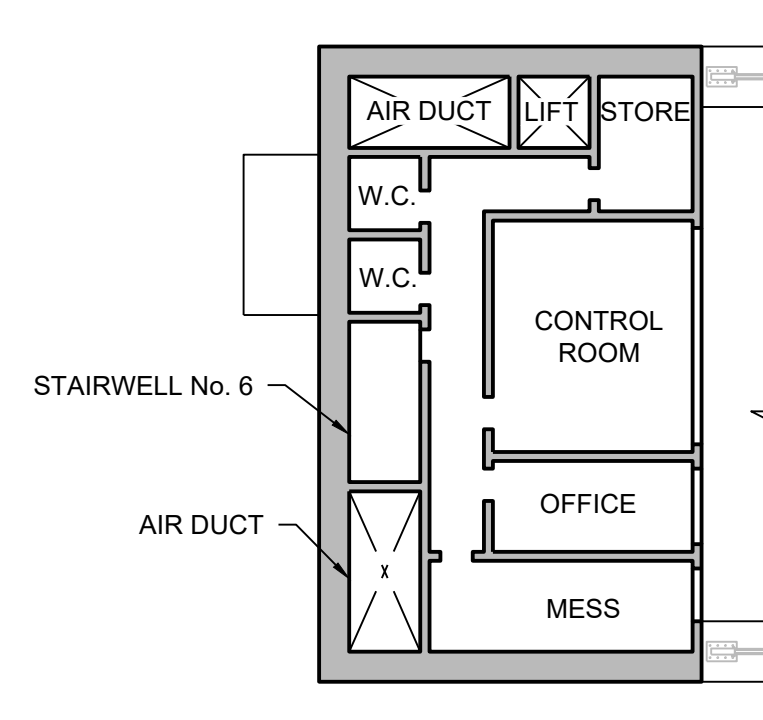 AIR DUCT
LIFT
STORE
W.C.
W.C.
CONTROL
ROOM
STAIRWELL No. 6
OFFICE
AIR DUCT
X
MESS